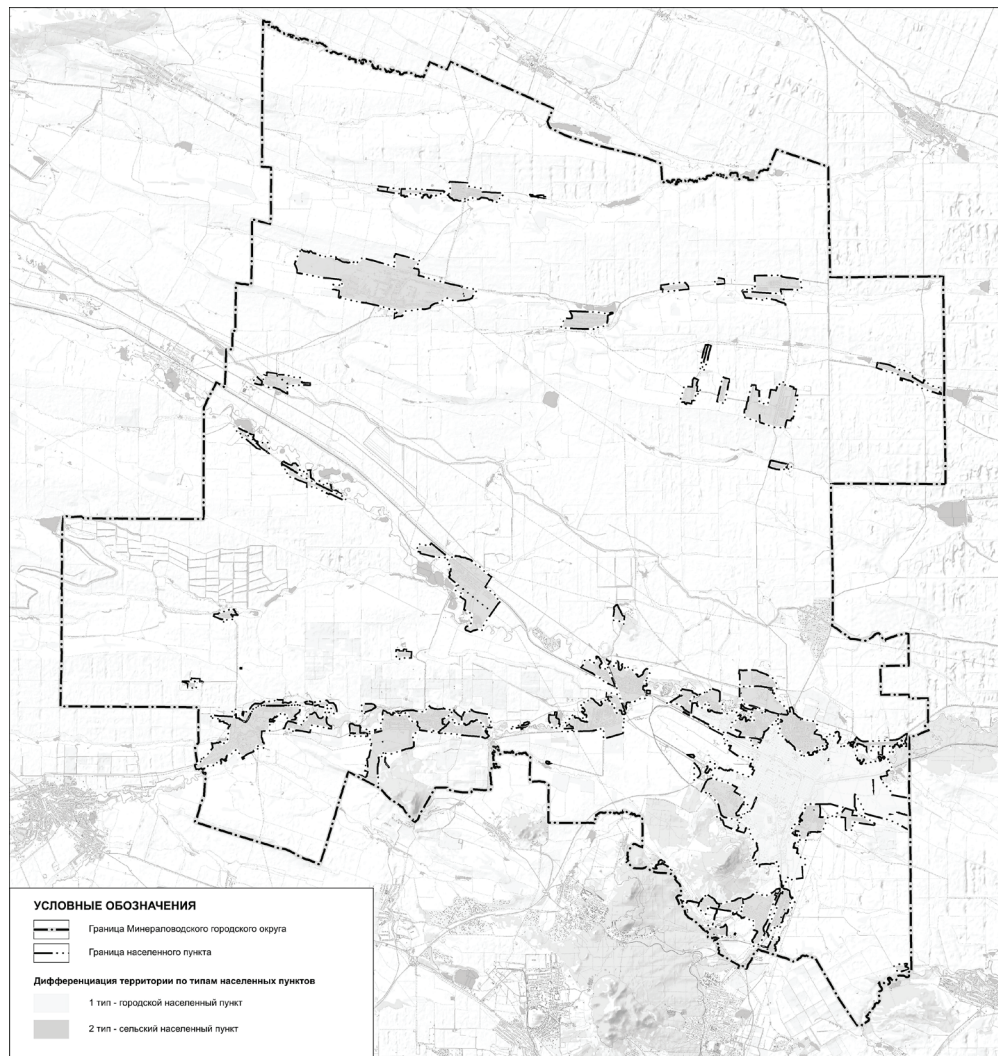 УСЛОВНЫЕ ОБОЗНАЧЕНИЯ
Граница Минераловодского городского округа
Граница населенного пункта
Дифференциация территории по типам населенных пунктов
1 тип - городской населенный пункт
2 тип - сельский населенный пункт